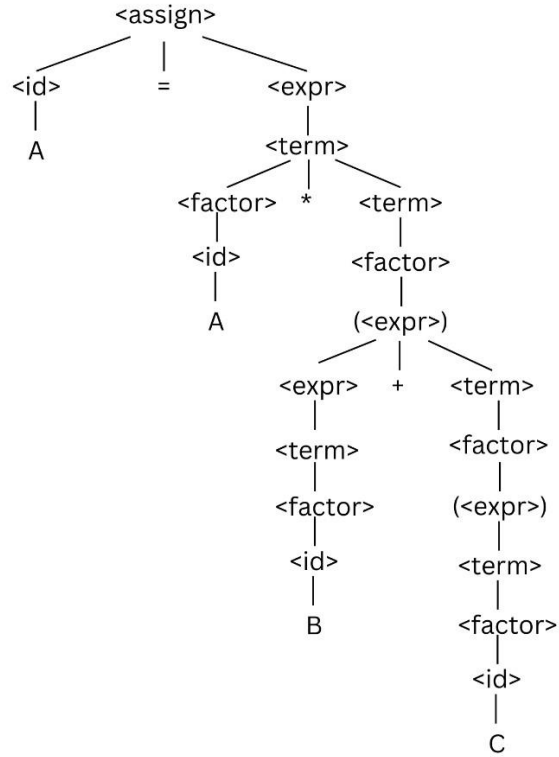 <assign>
<id> = <expr>
A <term>
<factor> * <term>
<id> <factor>
A (<expr>)
<expr> + <term>
<term> <factor>
<factor> (<expr>)
<id> <term>
B <factor>
<id>
C